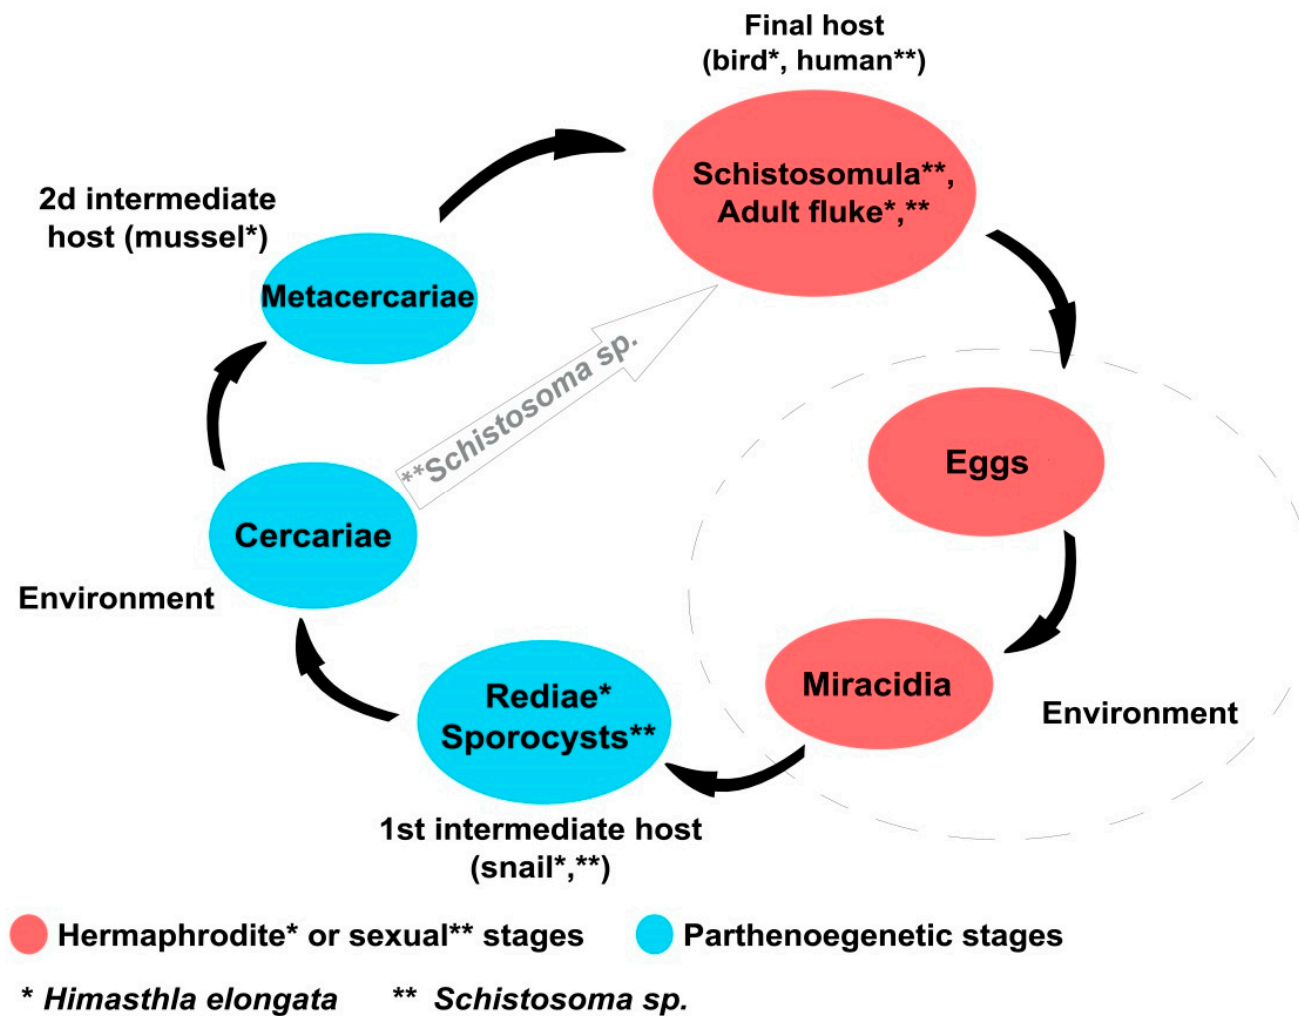 Final host
(bird*, human**)
Schistosomula**,
Adult fluke*,**
2d intermediate
host (mussel*)
Metacercariae
**Schistosoma sp.
Eggs
Cercariae
Environment
Miracidia
Environment
Rediae*
Sporocysts**
1st intermediate host
(snail*,**)
Hermaphrodite* or sexual** stages
Parthenoegenetic stages
* Himasthla elongata
** Schistosoma sp.